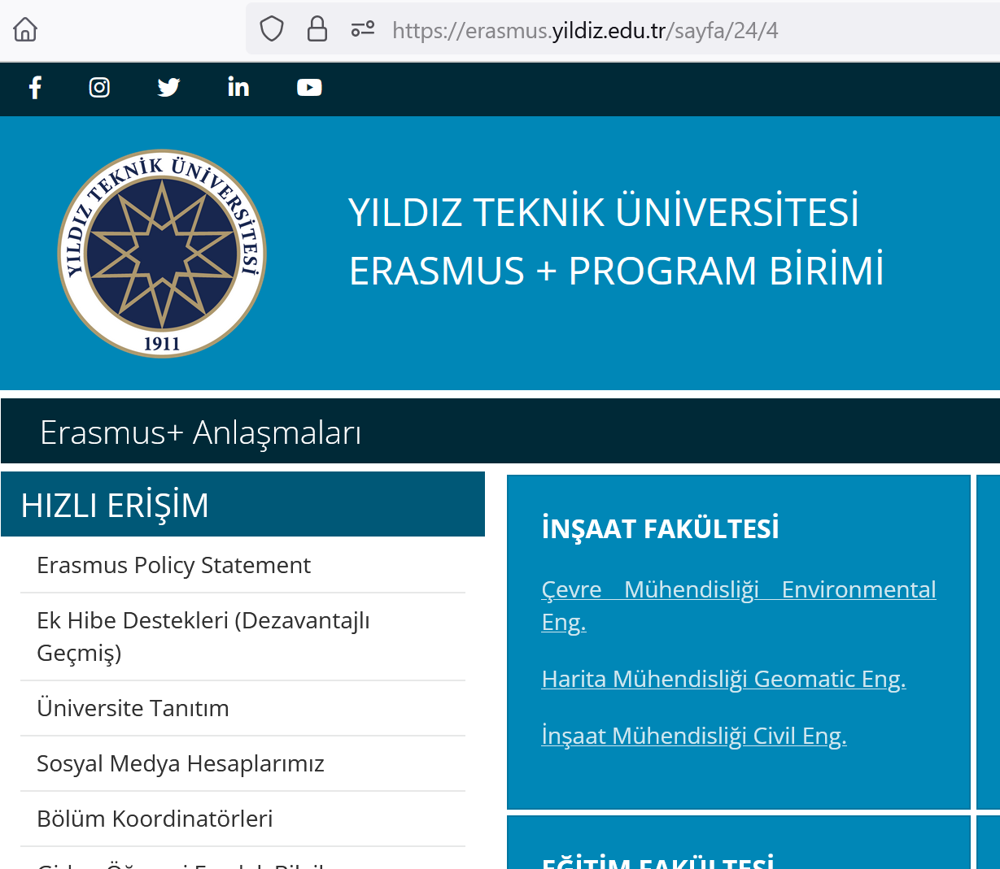 https://erasmus.yildiz.edu.tr/sayfa/24/4
YILDIZ TEKNİK ÜNİVERSİTESİ
1911
YILDIZ TEKNİK ÜNİVERSİTESİ
ERASMUS + PROGRAM BİRİMİ
Erasmus+ Anlaşmaları
HIZLI ERİŞİM
Erasmus Policy Statement
Ek Hibe Destekleri (Dezavantajlı
Geçmiş)
Üniversite Tanıtım
Sosyal Medya Hesaplarımız
Bölüm Koordinatörleri
İNŞAAT FAKÜLTESİ
Çevre Mühendisliği Environmental
Eng.
Harita Mühendisliği Geomatic Eng.
İnşaat Mühendisliği Civil Eng.
EĞİTİM FAKÜLTESİ